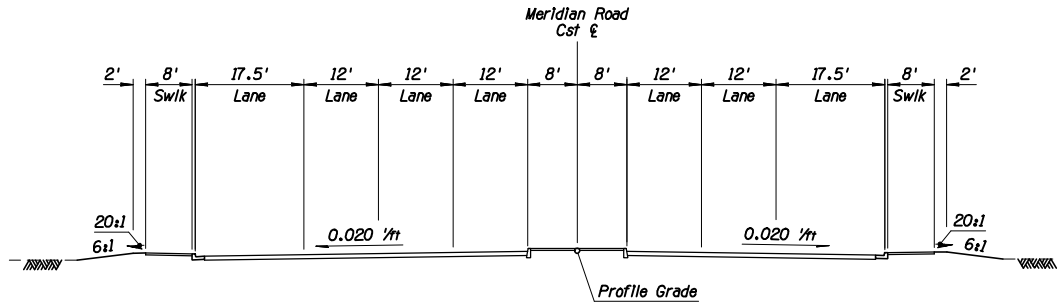 Meridian Road
Cst ℄
2' 8' 17.5' 12' 12' 12' 8' 8' 12' 12' 17.5' 8' 2'
Swlk Lane Lane Lane Lane Lane Lane Lane Swlk
20:1 20:1
6:1 0.020 '/ft 0.020 '/ft 6:1
Profile Grade